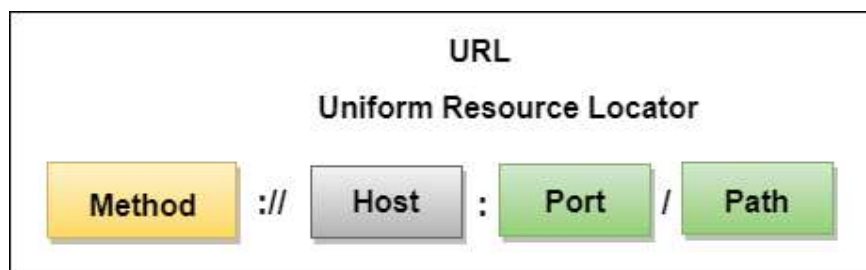 URL
Uniform Resource Locator
Method :// Host : Port / Path